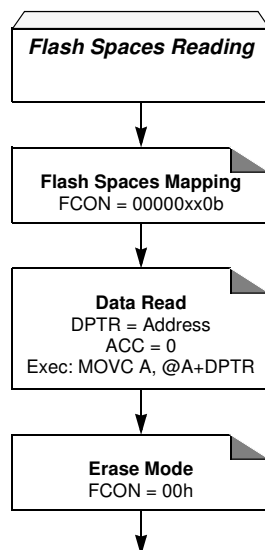 Flash Spaces Reading
Flash Spaces Mapping
FCON = 00000xx0b
Data Read
DPTR = Address
ACC = 0
Exec: MOVC A, @A+DPTR
Erase Mode
FCON = 00h